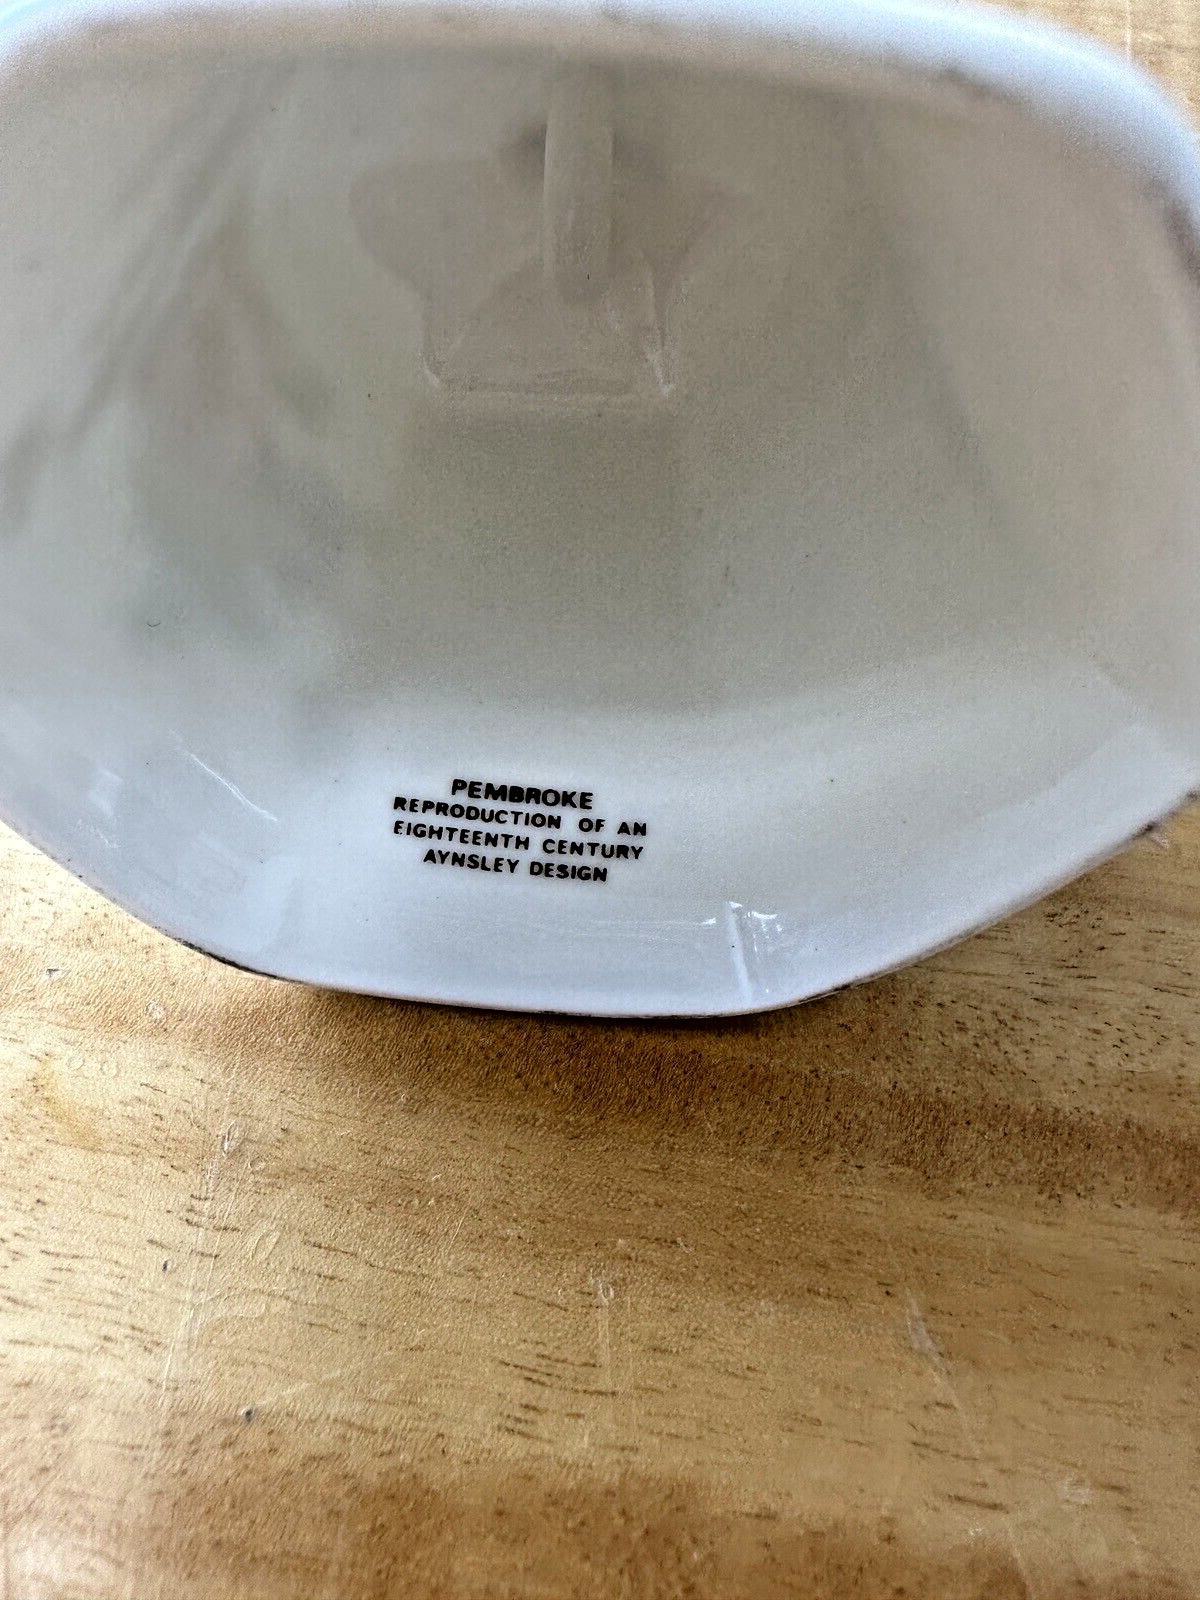 PEMBROKE
REPRODUCTION OF AN
EIGHTEENTH CENTURY
AYNSLEY DESIGN